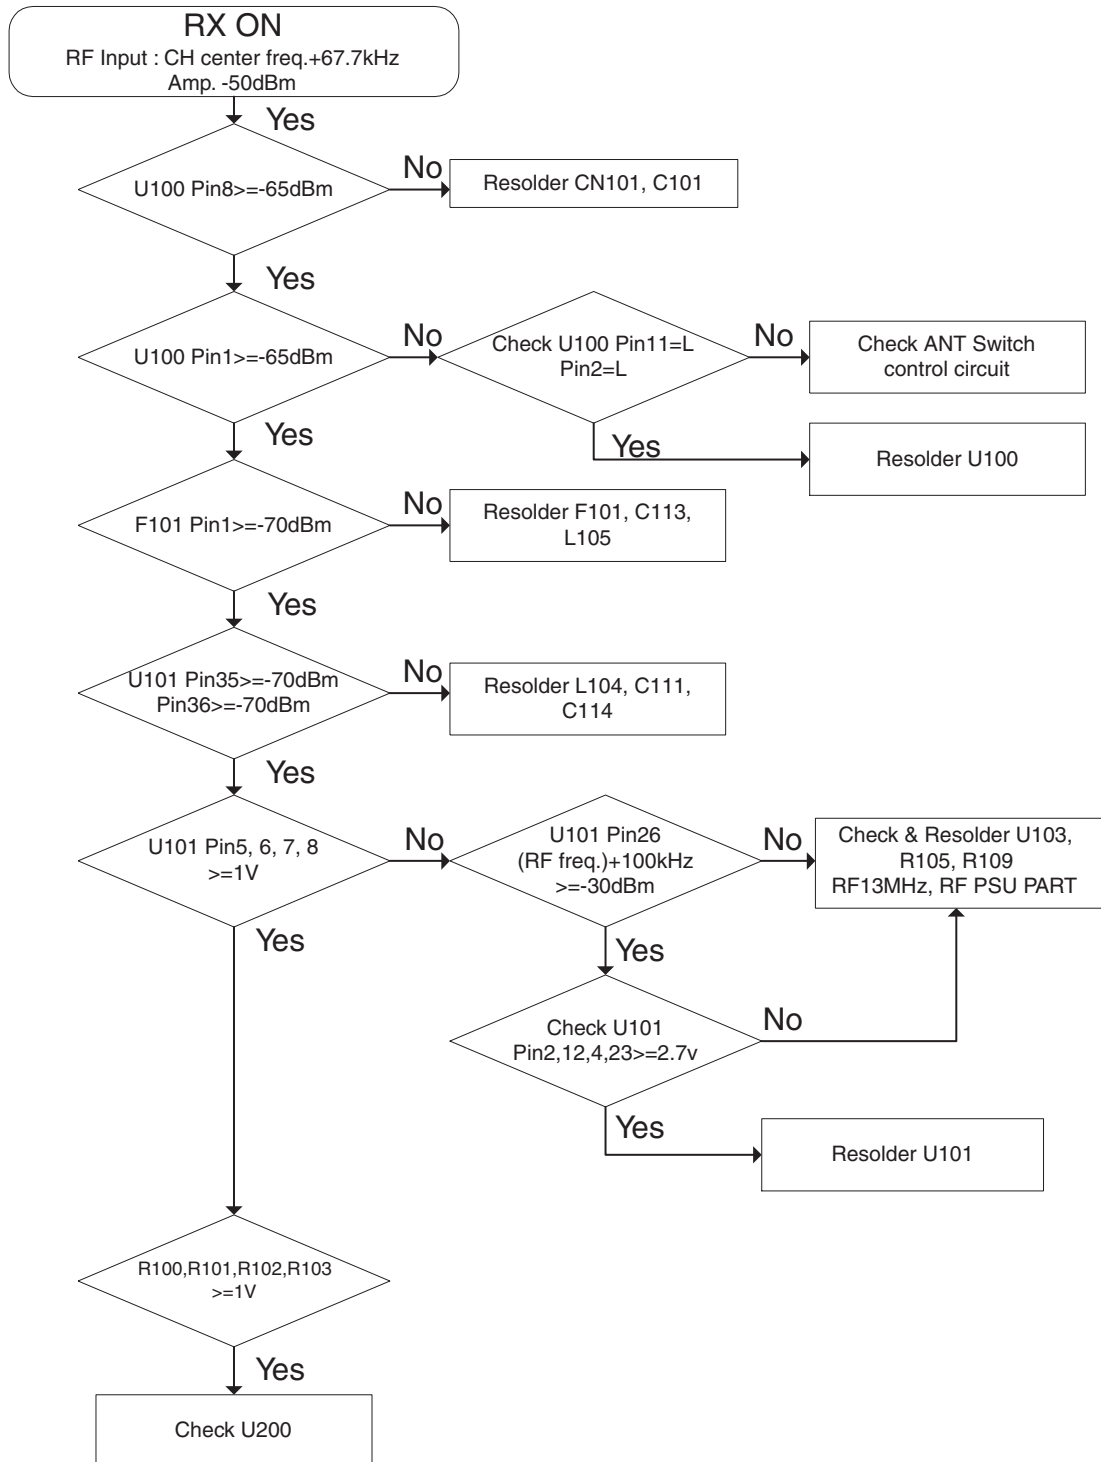 RX ON
RF Input : CH center freq.+67.7kHz
Amp. -50dBm
Yes
U100 Pin8>=-65dBm
No
Resolder CN101, C101
Yes
U100 Pin1>=-65dBm
No
Check U100 Pin11=L
Pin2=L
No
Check ANT Switch
control circuit
Yes
Resolder U100
Yes
F101 Pin1>=-70dBm
No
Resolder F101, C113,
L105
Yes
U101 Pin35>=-70dBm
Pin36>=-70dBm
No
Resolder L104, C111,
C114
Yes
U101 Pin5, 6, 7, 8
>=1V
No
U101 Pin26
(RF freq.)+100kHz
>=-30dBm
No
Check & Resolder U103,
R105, R109
RF13MHz, RF PSU PART
Yes
Yes
Check U101
Pin2,12,4,23>=2.7v
No
Yes
Resolder U101
R100,R101,R102,R103
>=1V
Yes
Check U200